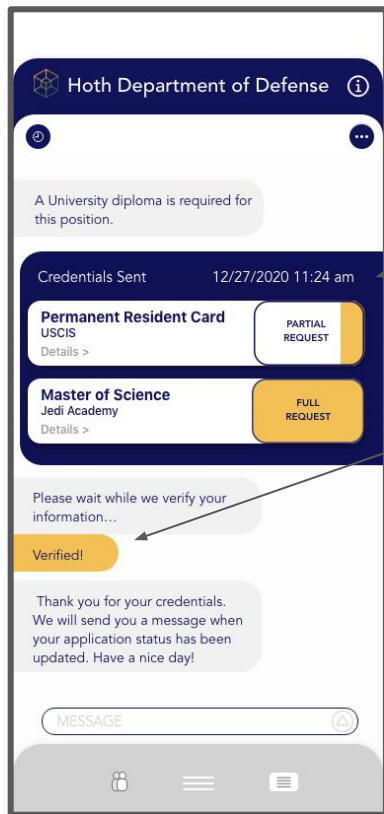 Hoth Department of Defense
A University diploma is required for
this position.
Credentials Sent 12/27/2020 11:24 am
Permanent Resident Card
USCIS
Details >
PARTIAL
REQUEST
Master of Science
Jedi Academy
Details >
FULL
REQUEST
Please wait while we verify your
information...
Verified!
Thank you for your credentials.
We will send you a message when
your application status has been
updated. Have a nice day!
MESSAGE